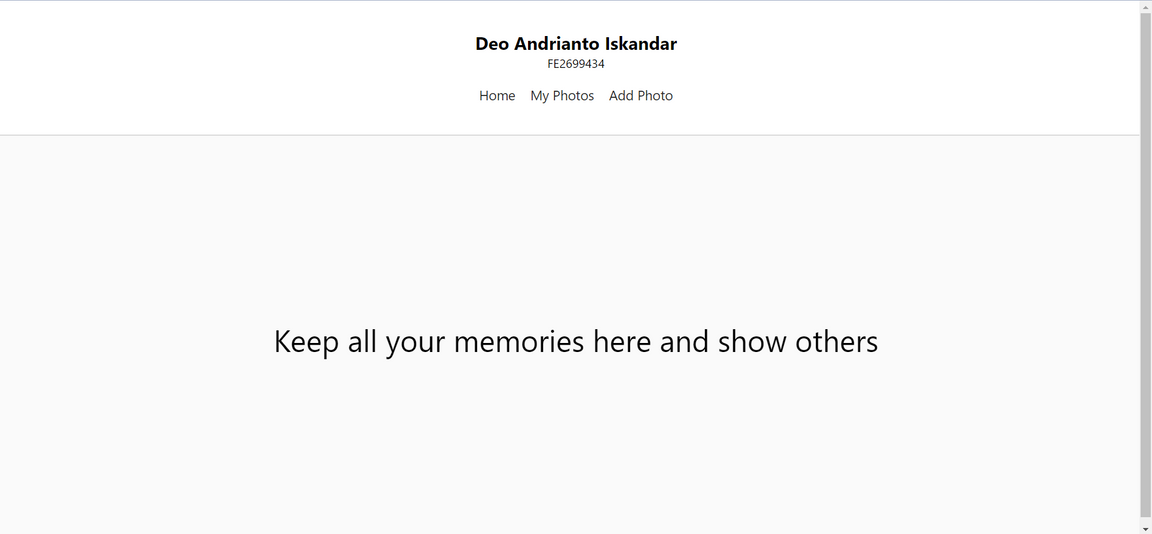 Deo Andrianto Iskandar
FE2699434
Home My Photos Add Photo
Keep all your memories here and show others